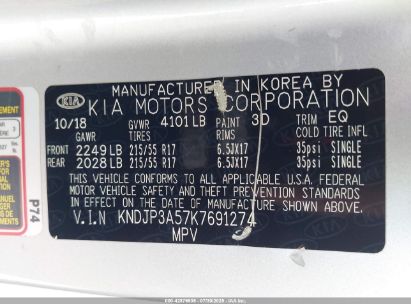 MANUFACTURED IN KOREA BY
KIA KIA MOTORS CORPORATION
10/18 GVWR 4101 LB PAINT 3D TRIM EQ
GAWR TIRES RIMS COLD TIRE INFL
FRONT 2249 LB 215/55 R17 6.5JX17 35psi SINGLE
REAR 2028 LB 215/55 R17 6.5JX17 35psi SINGLE
THIS VEHICLE CONFORMS TO ALL APPLICABLE U.S.A. FEDERAL
MOTOR VEHICLE SAFETY AND THEFT PREVENTION STANDARDS
IN EFFECT ON THE DATE OF MANUFACTURE SHOWN ABOVE.
V.I.N KNDJP3A57K7691274
MPV
P74